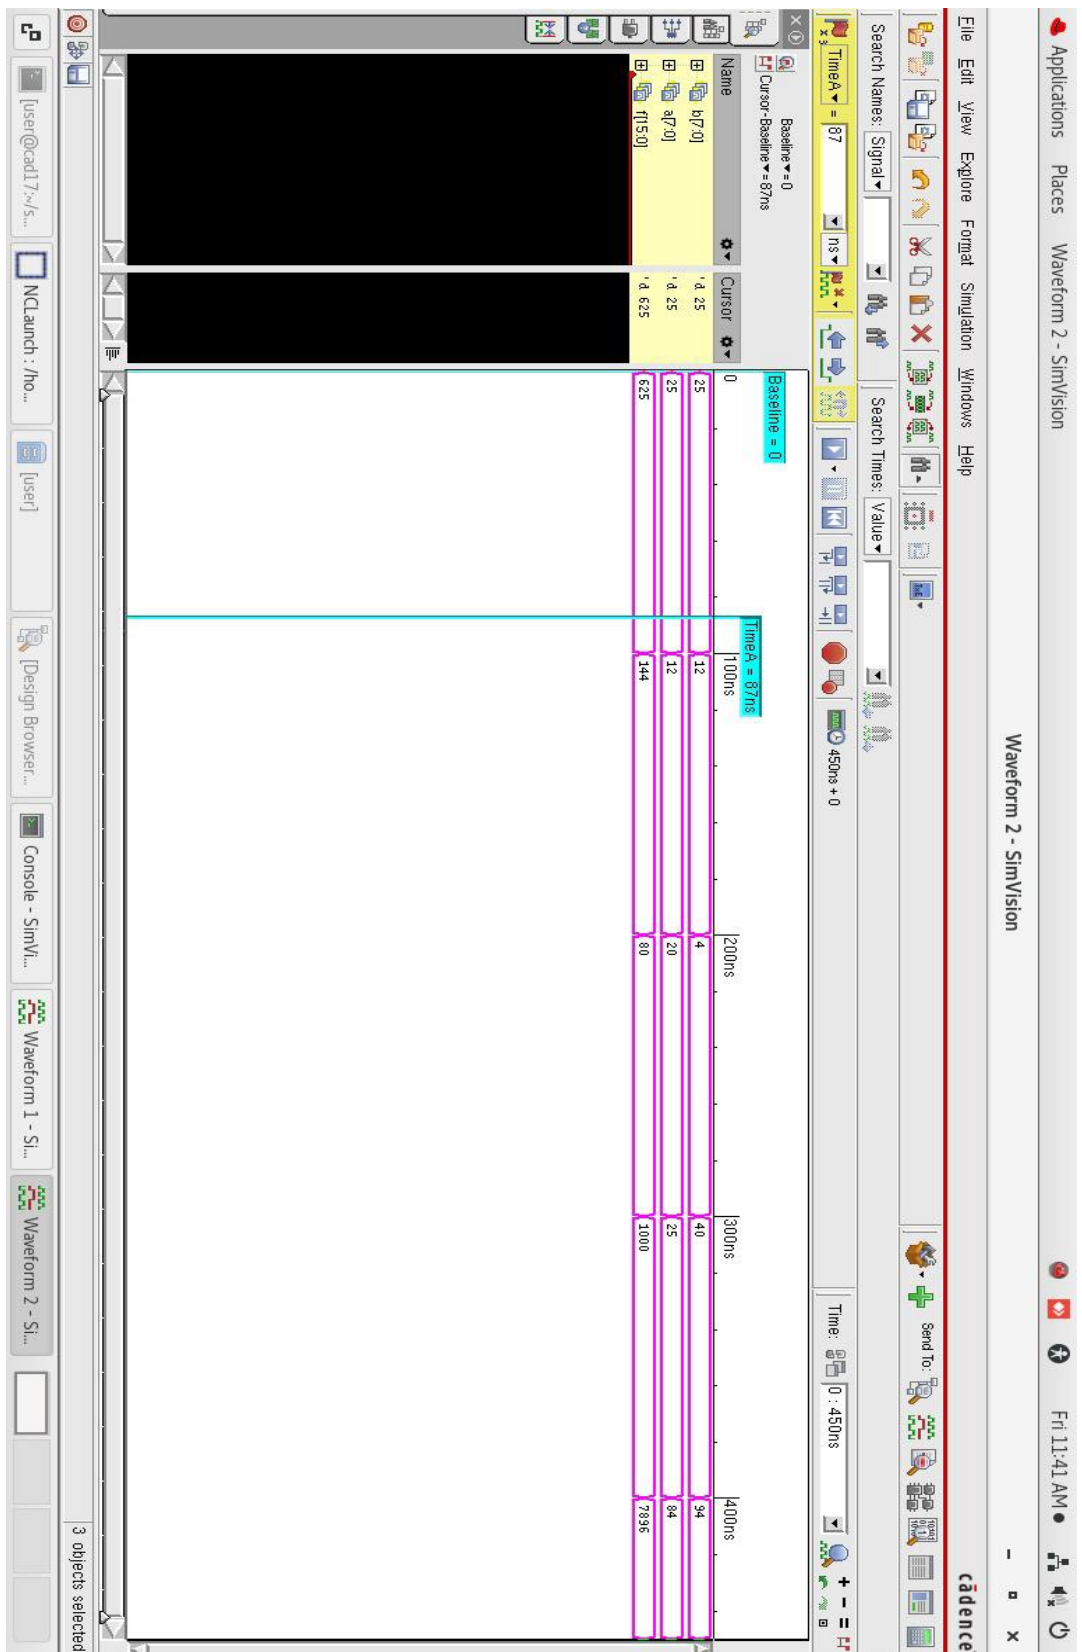 Applications Places Waveform 2 - SimVision Fri 11:41 AM
Waveform 2 - SimVision
File Edit View Explore Format Simulation Windows Help cādence
Send To:
Search Names: Signal Search Times: Value
TimeA = 87 ns 450ns + 0 Time: 0 : 450ns
Baseline = 0
Cursor-Baseline = 87ns
Baseline = 0
TimeA = 87ns
Name Cursor 0 100ns 200ns 300ns 400ns
b[7:0] 'd 25 25 12 4 40 94
a[7:0] 'd 25 25 12 20 25 84
f[15:0] 'd 625 625 144 80 1000 7896
3 objects selected
[user@cad17:~/s... NCLaunch : /ho... [user] [Design Browser... Console - SimVi... Waveform 1 - Si... Waveform 2 - Si...